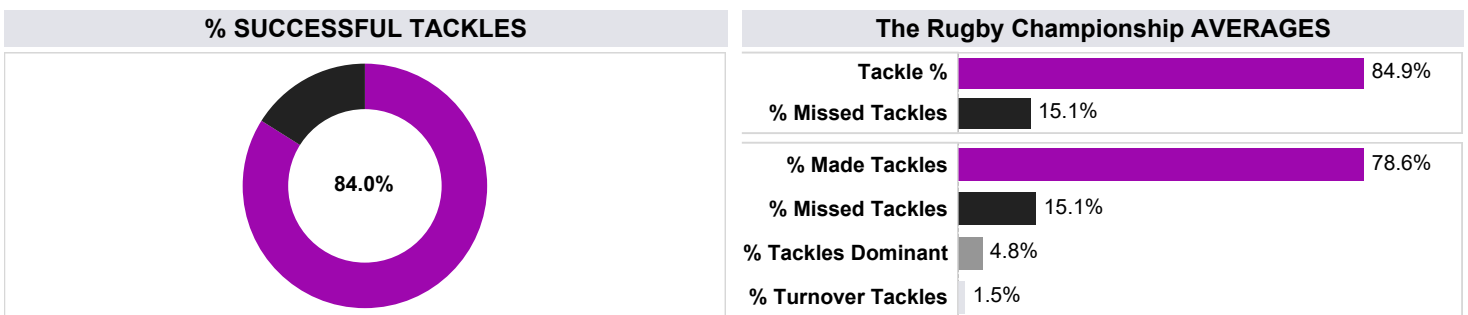 % SUCCESSFUL TACKLES
84.0%
The Rugby Championship AVERAGES
Tackle % 84.9%
% Missed Tackles 15.1%
% Made Tackles 78.6%
% Missed Tackles 15.1%
% Tackles Dominant 4.8%
% Turnover Tackles 1.5%